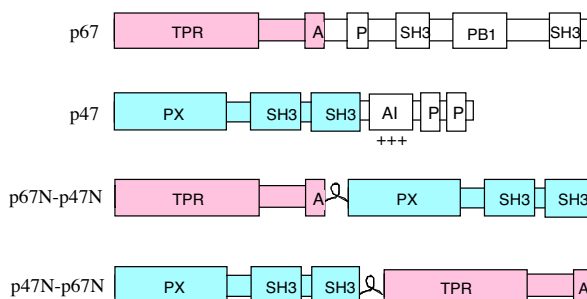 p67 TPR A P SH3 PB1 SH3
p47 PX SH3 SH3 AI P P
+++
p67N-p47N TPR A PX SH3 SH3
p47N-p67N PX SH3 SH3 TPR A